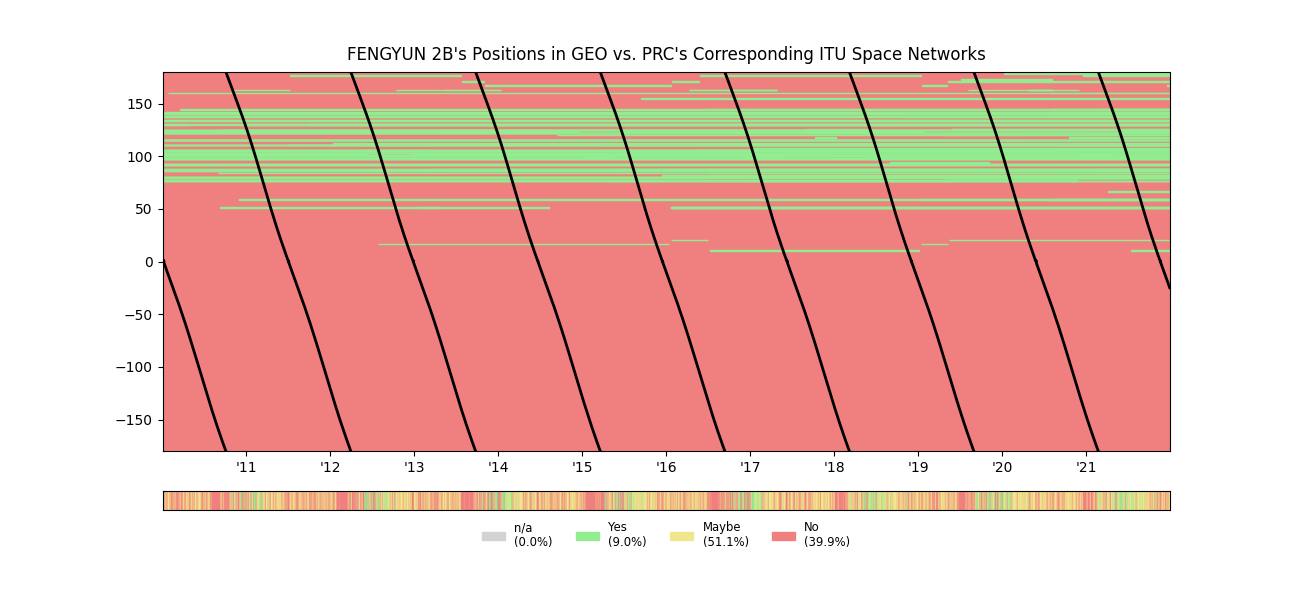 FENGYUN 2B's Positions in GEO vs. PRC's Corresponding ITU Space Networks
150
100
50
0
−50
−100
−150
'11 '12 '13 '14 '15 '16 '17 '18 '19 '20 '21
n/a Yes Maybe No
(0.0%) (9.0%) (51.1%) (39.9%)